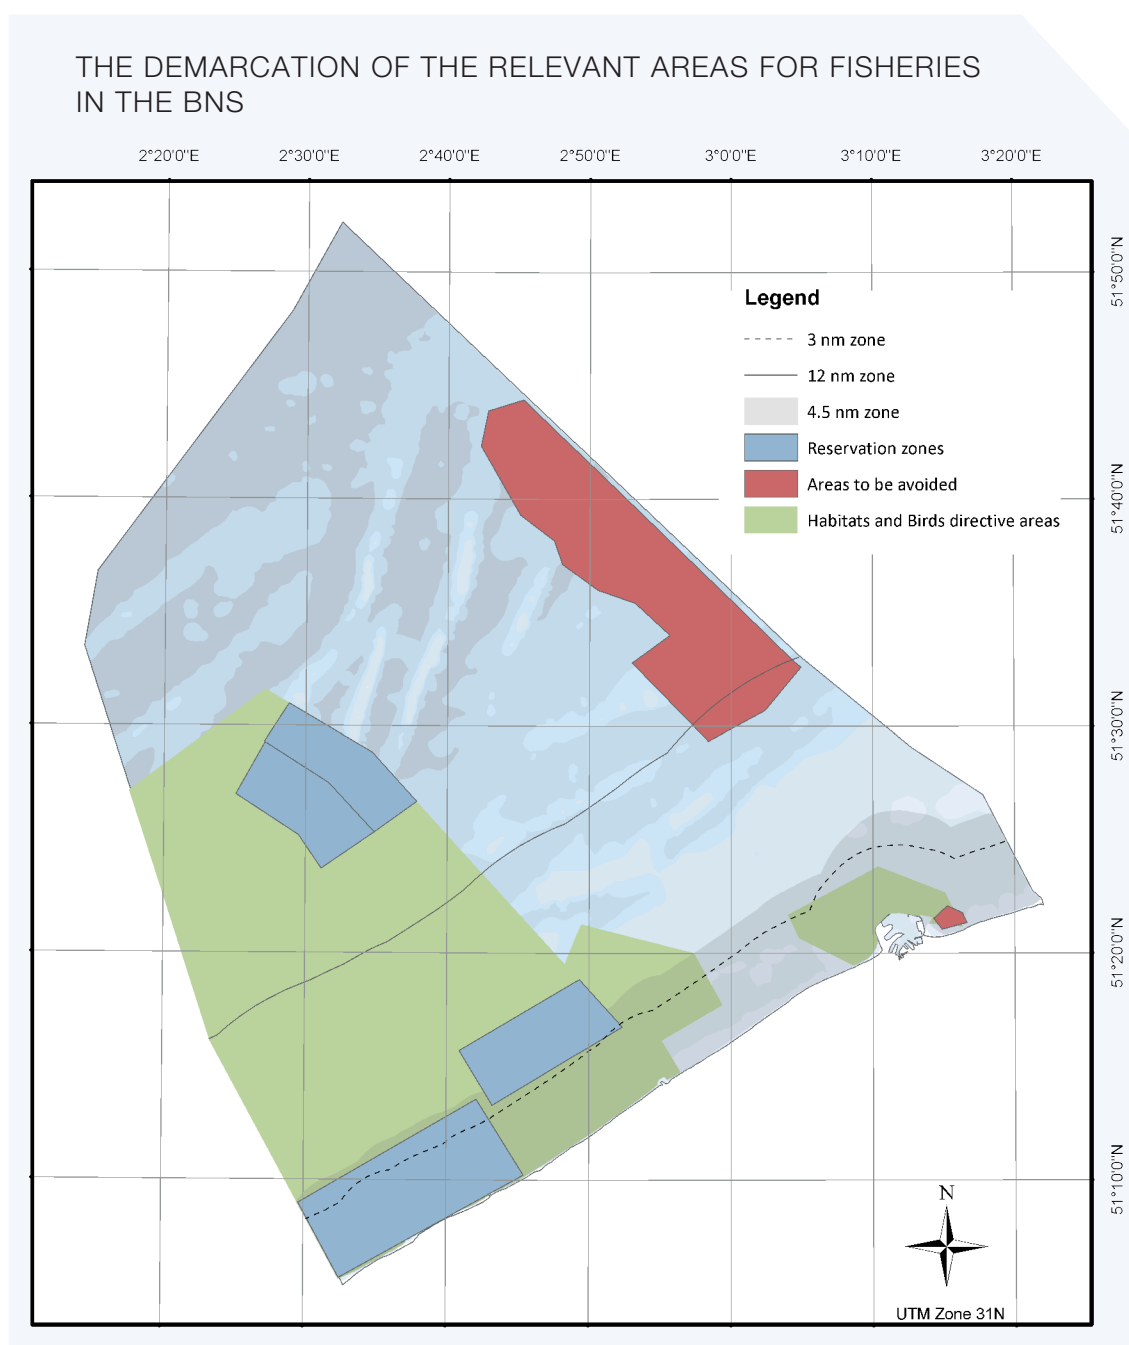 THE DEMARCATION OF THE RELEVANT AREAS FOR FISHERIES
IN THE BNS
2°20'0"E 2°30'0"E 2°40'0"E 2°50'0"E 3°0'0"E 3°10'0"E 3°20'0"E
51°50'0"N
Legend
3 nm zone
12 nm zone
4.5 nm zone
Reservation zones
Areas to be avoided
Habitats and Birds directive areas
51°40'0"N
51°30'0"N
51°20'0"N
51°10'0"N
N
UTM Zone 31N